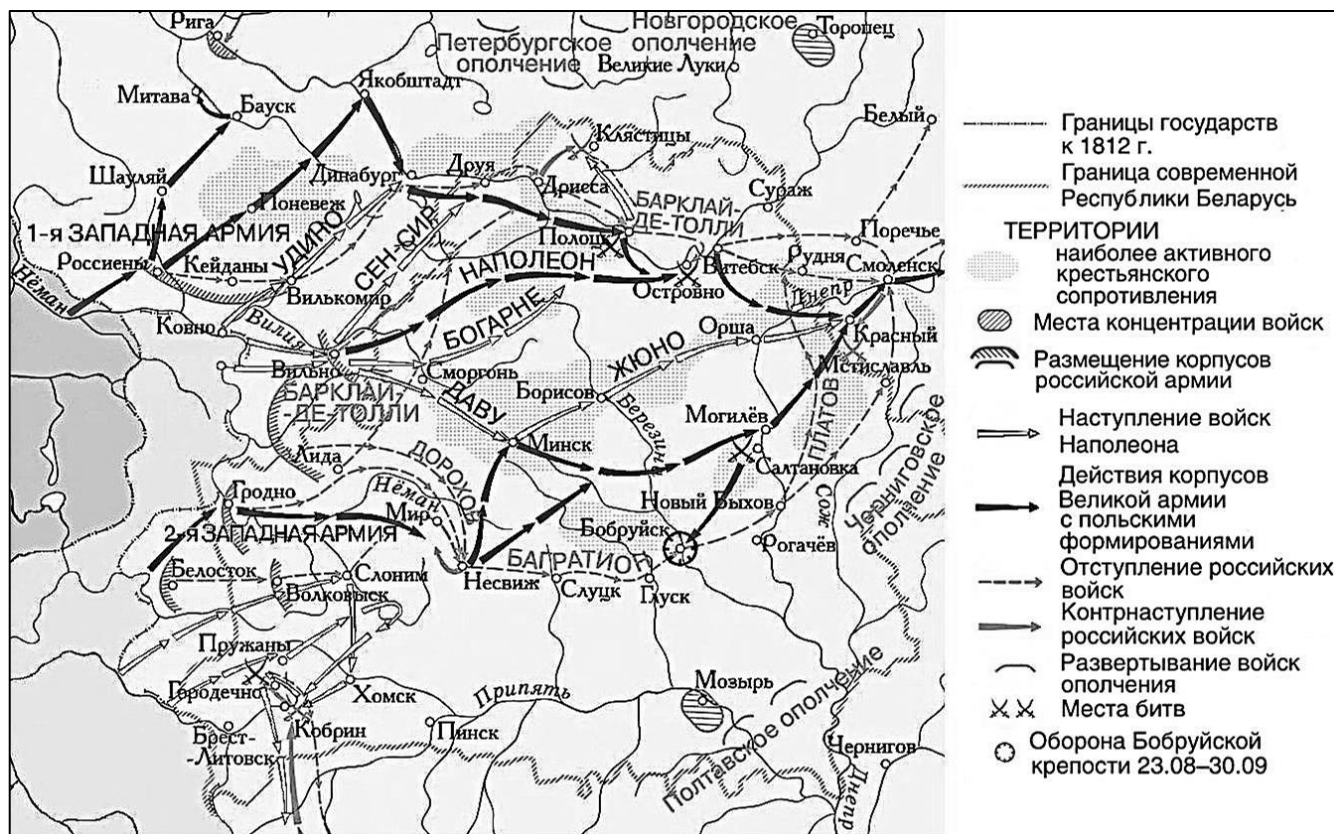 Рига
Митава
Бауск
Якобштадт
Петербургское
ополчение
Новгородское
ополчение
Великие Луки
Торопец
Белый
Шауляй
Поневеж
Динабург
Друя
Дрисса
Клястицы
Сураж
1-я ЗАПАДНАЯ АРМИЯ
Россиены
Кейданы
УДИНО
СЕН-СИР
Полоцк
БАРКЛАЙ-
ДЕ-ТОЛЛИ
Поречье
Рудня
Смоленск
Витебск
Неман
Вилькомир
НАПОЛЕОН
Островно
Днепр
Ковно
Вилия
БОГАРНЕ
Орша
Красный
Вильно
Сморгонь
ЖЮНО
Мстиславль
БАРКЛАЙ-
-ДЕ-ТОЛЛИ
ДАВУ
Борисов
Березина
Могилёв
ПЛАТОВ
Минск
Салтановка
Лида
ДОРОХОВ
Нёман
Гродно
Мир
Новый Быхов
Сож
Черниговское
ополчение
2-я ЗАПАДНАЯ АРМИЯ
Бобруйск
Рогачёв
БАГРАТИОН
Белосток
Волковыск
Слоним
Несвиж
Слуцк
Глуск
Пружаны
Городечно
Хомск
Припять
Мозырь
Кобрин
Брест-
-Литовск
Пинск
Полтавское ополчение
Чернигов
Днепр
Границы государств
к 1812 г.
Граница современной
Республики Беларусь
ТЕРРИТОРИИ
наиболее активного
крестьянского
сопротивления
Места концентрации войск
Размещение корпусов
российской армии
Наступление войск
Наполеона
Действия корпусов
Великой армии
с польскими
формированиями
Отступление российских
войск
Контрнаступление
российских войск
Развертывание войск
ополчения
Места битв
Оборона Бобруйской
крепости 23.08–30.09